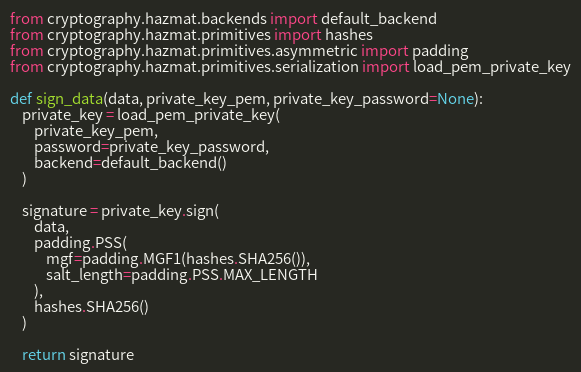 from cryptography.hazmat.backends import default_backend
from cryptography.hazmat.primitives import hashes
from cryptography.hazmat.primitives.asymmetric import padding
from cryptography.hazmat.primitives.serialization import load_pem_private_key

def sign_data(data, private_key_pem, private_key_password=None):
    private_key = load_pem_private_key(
        private_key_pem,
        password=private_key_password,
        backend=default_backend()
    )

    signature = private_key.sign(
        data,
        padding.PSS(
            mgf=padding.MGF1(hashes.SHA256()),
            salt_length=padding.PSS.MAX_LENGTH
        ),
        hashes.SHA256()
    )

    return signature